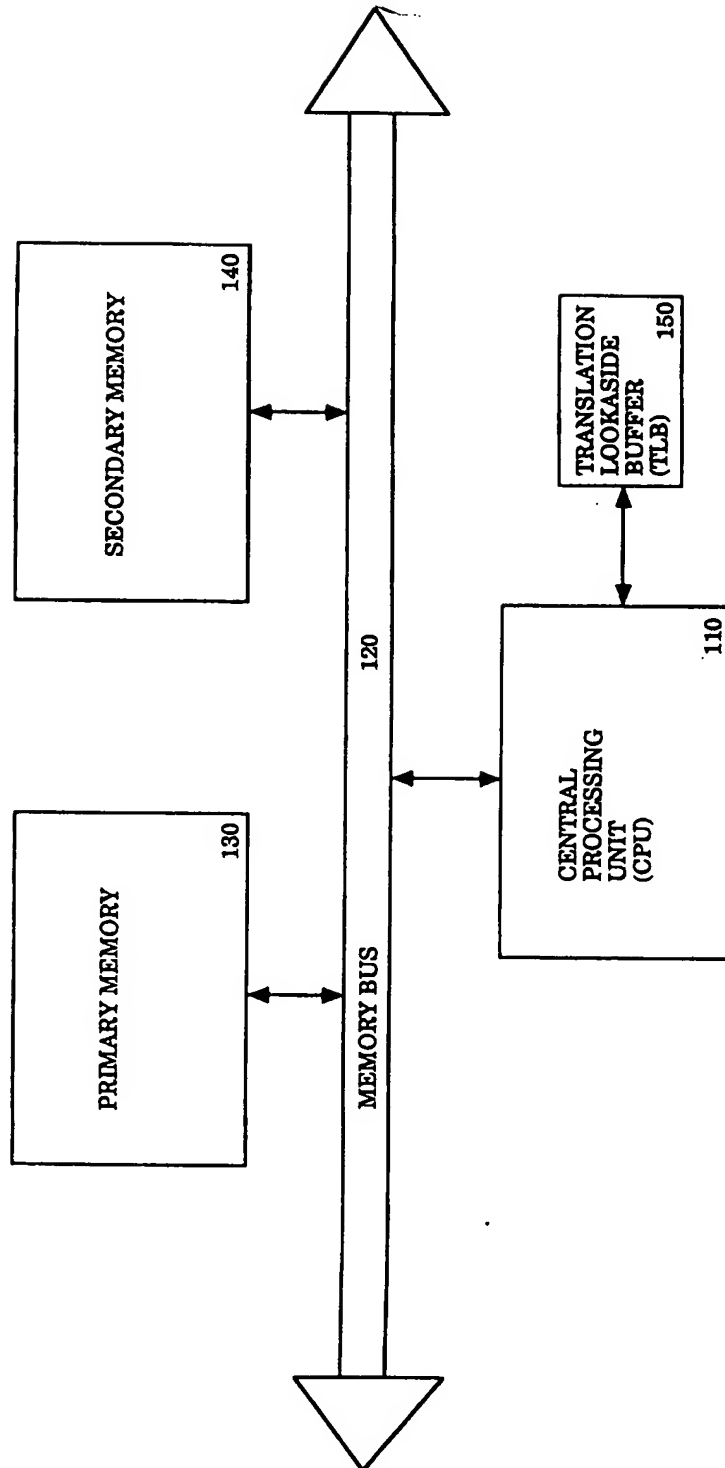 PRIMARY MEMORY
130
SECONDARY MEMORY
140
MEMORY BUS
120
CENTRAL
PROCESSING
UNIT
(CPU)
110
TRANSLATION
LOOKASIDE
BUFFER
(TLB)
150